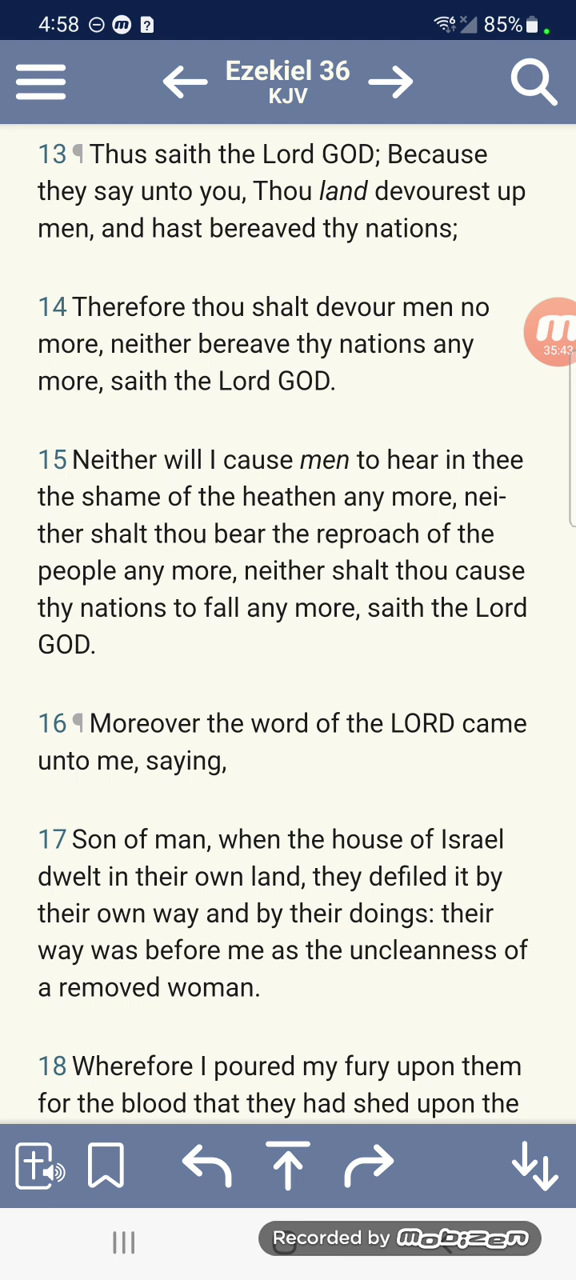 4:58 m ? 6 85%
Ezekiel 36
KJV
13 ¶ Thus saith the Lord GOD; Because
they say unto you, Thou land devourest up
men, and hast bereaved thy nations;
14 Therefore thou shalt devour men no
more, neither bereave thy nations any
more, saith the Lord GOD.
m
35:43
15 Neither will I cause men to hear in thee
the shame of the heathen any more, nei-
ther shalt thou bear the reproach of the
people any more, neither shalt thou cause
thy nations to fall any more, saith the Lord
GOD.
16 ¶ Moreover the word of the LORD came
unto me, saying,
17 Son of man, when the house of Israel
dwelt in their own land, they defiled it by
their own way and by their doings: their
way was before me as the uncleanness of
a removed woman.
18 Wherefore I poured my fury upon them
for the blood that they had shed upon the
Recorded by mobizen